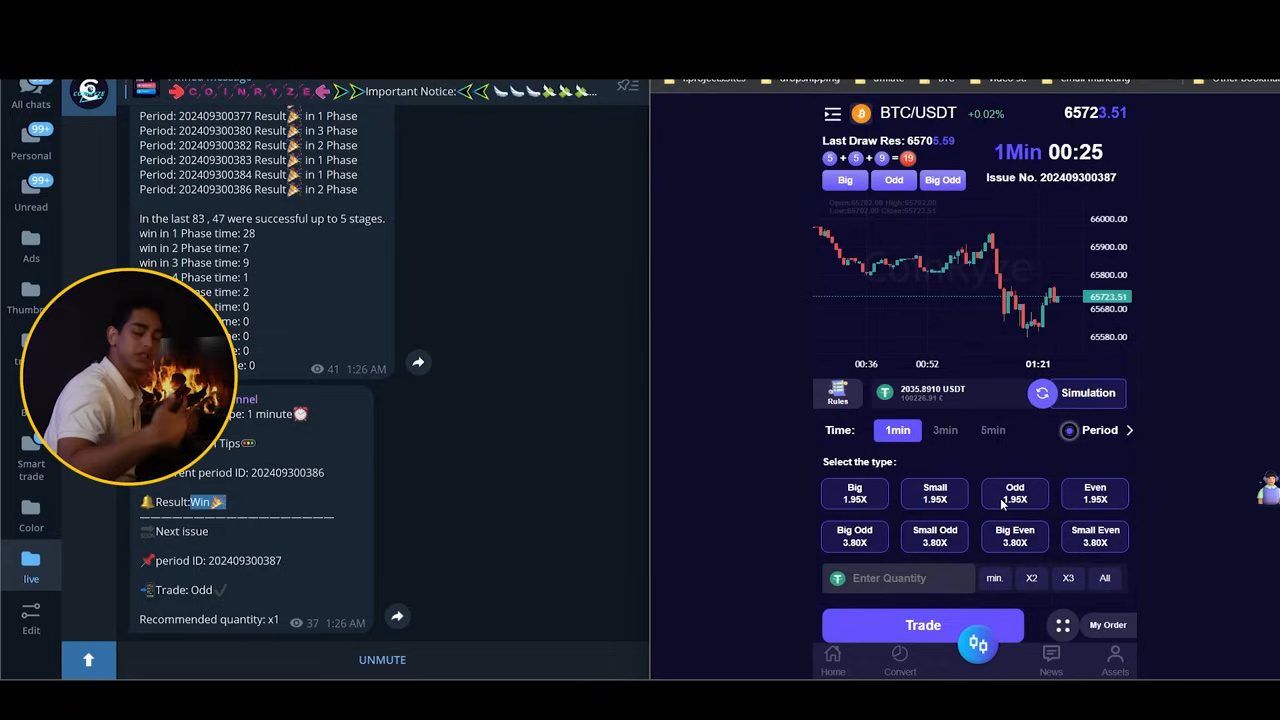 All chats
99+
Personal
99+
Unread
Ads
Smart
trade
Color
live
Edit
COINRYZE
Important Notice:
Period: 202409300377 Result🎉 in 1 Phase
Period: 202409300380 Result🎉 in 3 Phase
Period: 202409300382 Result🎉 in 2 Phase
Period: 202409300383 Result🎉 in 1 Phase
Period: 202409300384 Result🎉 in 1 Phase
Period: 202409300386 Result🎉 in 2 Phase
In the last 83 , 47 were successful up to 5 stages.
win in 1 Phase time: 28
win in 2 Phase time: 7
win in 3 Phase time: 9
4 Phase time: 1
time: 2
time: 0
time: 0
: 0
: 0
e: 0
41 1:26 AM
nnel
pe: 1 minute⏰
l Tips🚥
ent period ID: 202409300386
🔔Result:Win🎉
Next issue
📌period ID: 202409300387
📲Trade: Odd✓
Recommended quantity: x1
37 1:26 AM
UNMUTE
BTC/USDT +0.02% 65723.51
Last Draw Res: 65705.59
5 + 5 + 9 = 19
1Min 00:25
Big Odd Big Odd
Issue No. 202409300387
CoinRyze
66000.00
65900.00
65800.00
65723.51
65680.00
65580.00
00:36 00:52 01:21
Rules
2035.8910 USDT
100226.91 €
Simulation
Time: 1min 3min 5min Period
Select the type:
Big Small Odd Even
1.95X 1.95X 1.95X 1.95X
Big Odd Small Odd Big Even Small Even
3.80X 3.80X 3.80X 3.80X
Enter Quantity min. X2 X3 All
Trade My Order
Home Convert News Assets